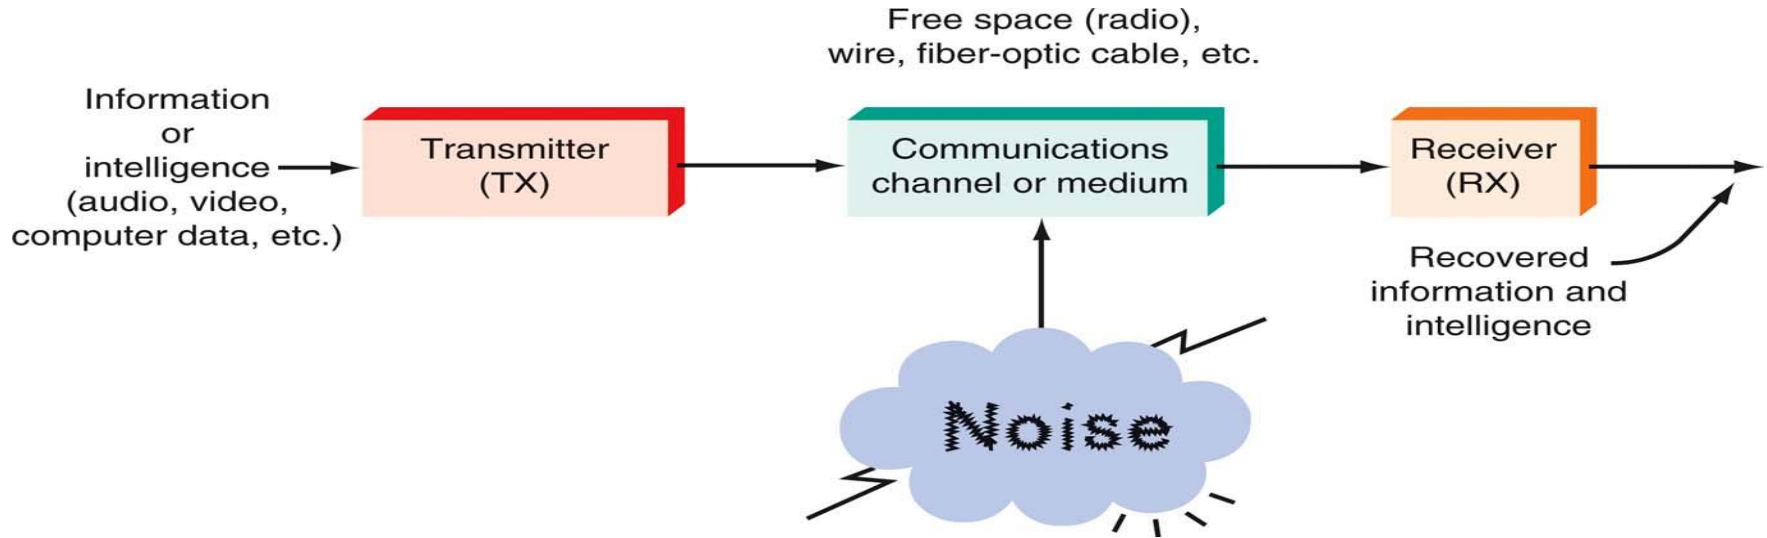 Free space (radio),
wire, fiber-optic cable, etc.
Information
or
intelligence
(audio, video,
computer data, etc.)
Transmitter
(TX)
Communications
channel or medium
Receiver
(RX)
Recovered
information and
intelligence
Noise